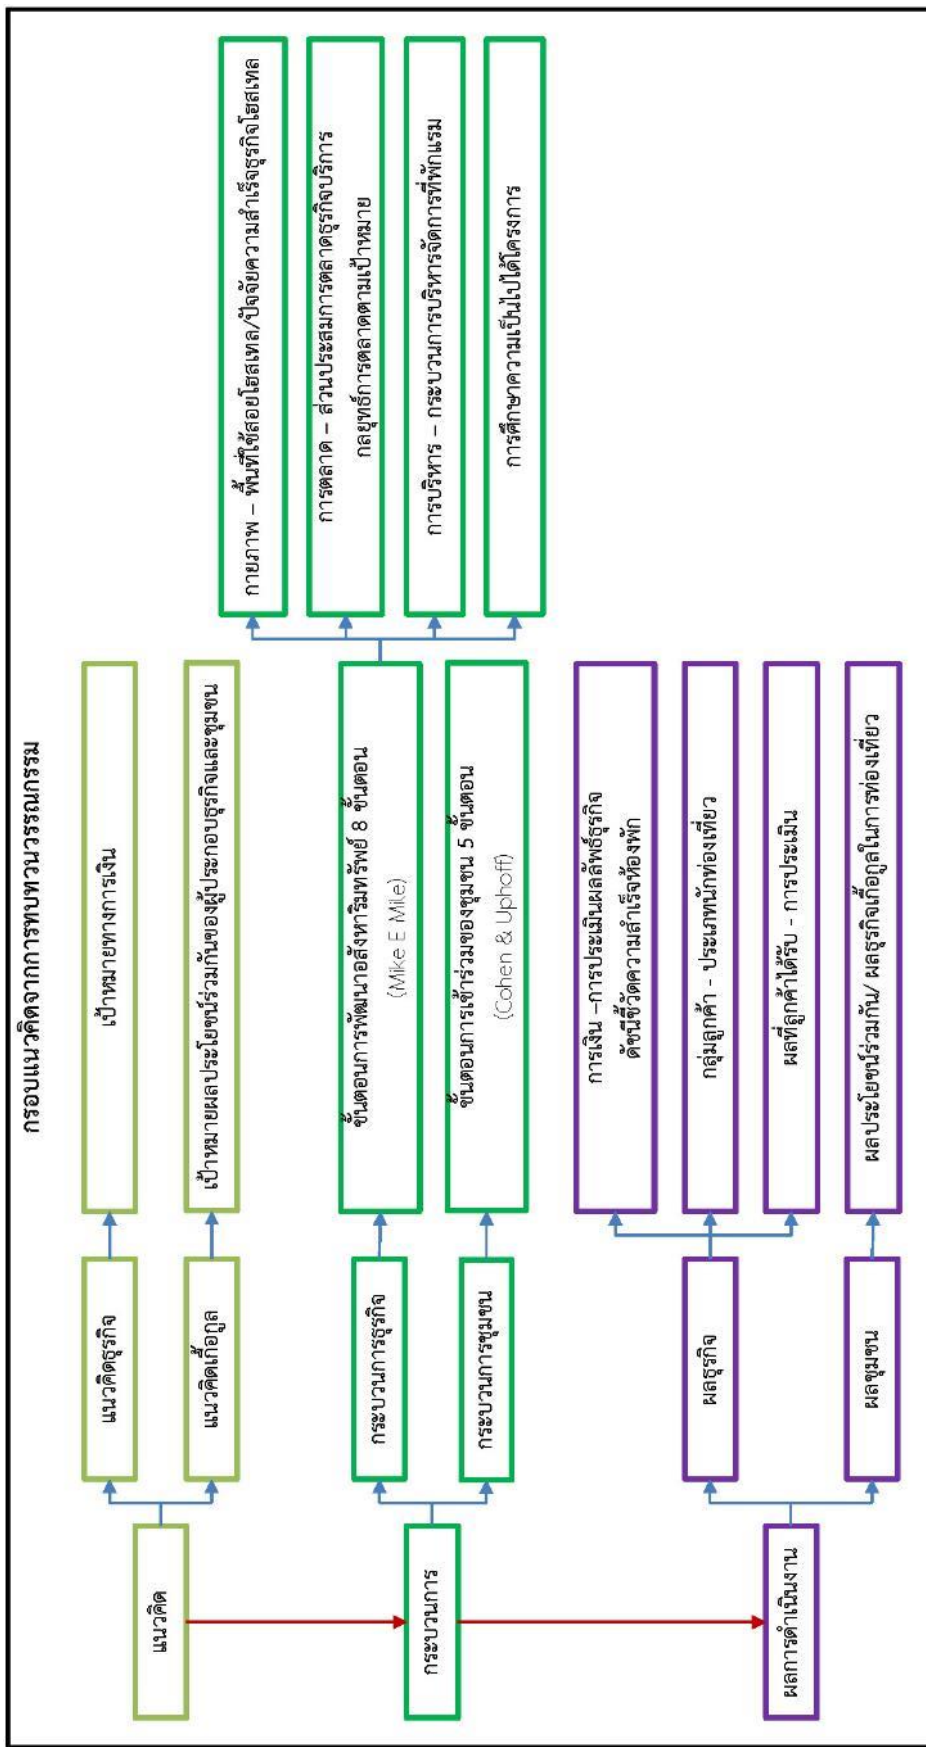 กรอบแนวคิดจากการทบทวนวรรณกรรม
แนวคิด
แนวคิดธุรกิจ
เป้าหมายทางการเงิน
แนวคิดเกื้อกูล
เป้าหมายผลประโยชน์ร่วมกันของผู้ประกอบธุรกิจและชุมชน
กระบวนการ
กระบวนการธุรกิจ
ขั้นตอนการพัฒนาอสังหาริมทรัพย์ 8 ขั้นตอน
(Mike E Mile)
กายภาพ – พื้นที่ใช้สอยโฮสเทล/ปัจจัยความสำเร็จธุรกิจโฮสเทล
การตลาด – ส่วนประสมการตลาดธุรกิจบริการ
กลยุทธ์การตลาดตามเป้าหมาย
การบริหาร – กระบวนการบริหารจัดการที่พักแรม
การศึกษาความเป็นไปได้โครงการ
กระบวนการชุมชน
ขั้นตอนการเข้าร่วมของชุมชน 5 ขั้นตอน
(Cohen & Uphoff)
ผลการดำเนินงาน
ผลธุรกิจ
การเงิน –การประเมินผลลัพธ์ธุรกิจ
ดัชนีชี้วัดความสำเร็จห้องพัก
กลุ่มลูกค้า - ประเภทนักท่องเที่ยว
ผลที่ลูกค้าได้รับ - การประเมิน
ผลชุมชน
ผลประโยชน์ร่วมกัน/ ผลธุรกิจเกื้อกูลในการท่องเที่ยว